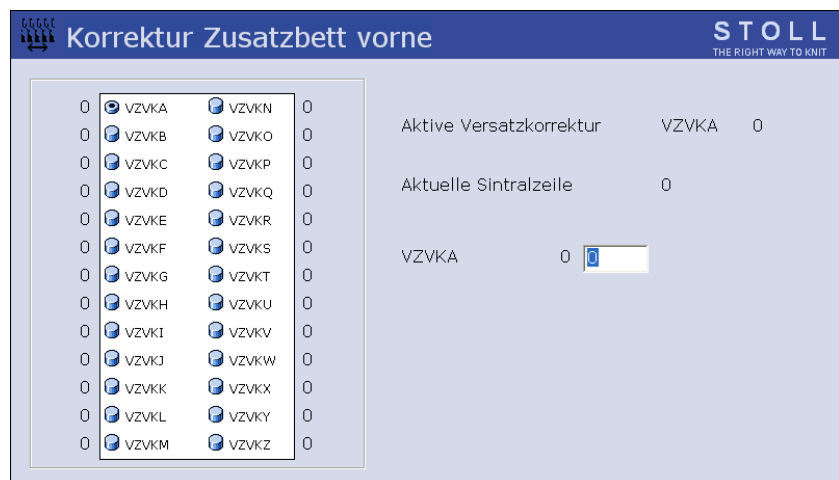 Korrektur Zusatzbett vorne
STOLL
THE RIGHT WAY TO KNIT
0 VZVKA VZVKN 0
0 VZVKB VZVKO 0
0 VZVKC VZVKP 0
0 VZVKD VZVKQ 0
0 VZVKE VZVKR 0
0 VZVKF VZVKS 0
0 VZVKG VZVKT 0
0 VZVKH VZVKU 0
0 VZVKI VZVKV 0
0 VZVKJ VZVKW 0
0 VZVKK VZVKX 0
0 VZVKL VZVKY 0
0 VZVKM VZVKZ 0
Aktive Versatzkorrektur VZVKA 0
Aktuelle Sintralzeile 0
VZVKA 0 0